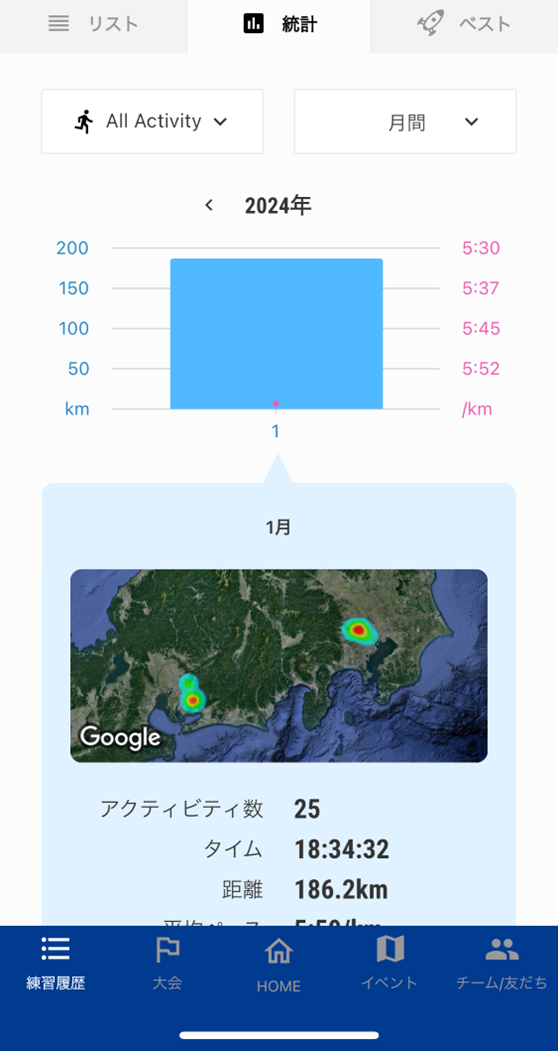 リスト 統計 ベスト
All Activity 月間
2024年
200 5:30
150 5:37
100 5:45
50 5:52
km /km
1
1月
Google
アクティビティ数 25
タイム 18:34:32
距離 186.2km
練習履歴 大会 HOME イベント チーム/友だち